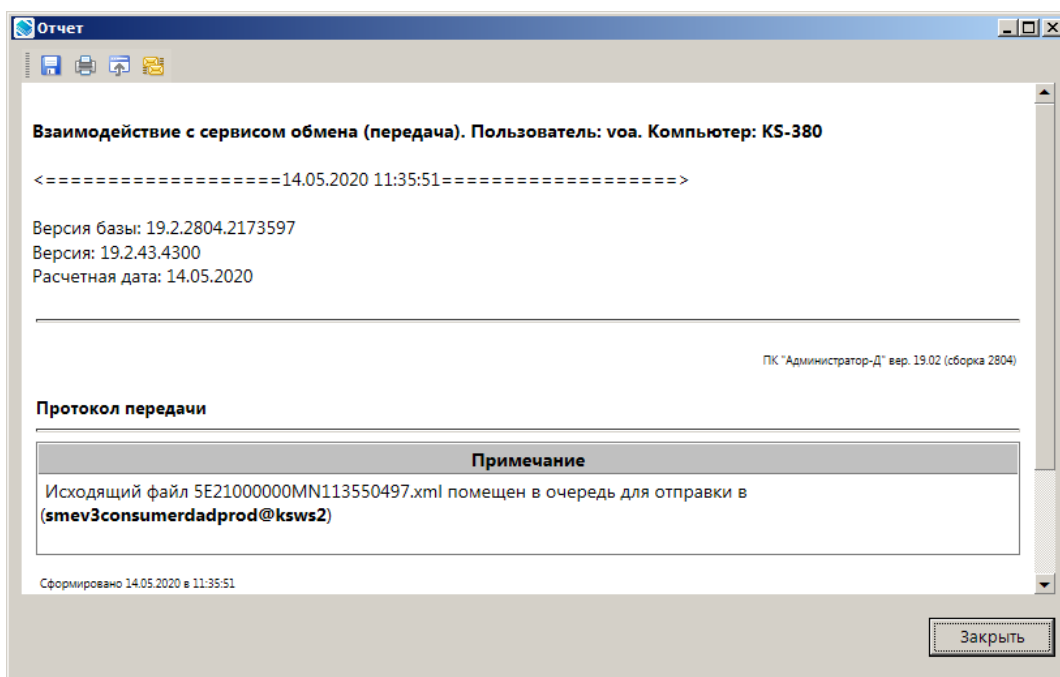 Отчет
Взаимодействие с сервисом обмена (передача). Пользователь: voa. Компьютер: KS-380
<===================14.05.2020 11:35:51===================>
Версия базы: 19.2.2804.2173597
Версия: 19.2.43.4300
Расчетная дата: 14.05.2020
ПК "Администратор-Д" вер. 19.02 (сборка 2804)
Протокол передачи
Примечание
Исходящий файл 5E21000000MN113550497.xml помещен в очередь для отправки в
(smev3consumerdadprod@ksws2)
Сформировано 14.05.2020 в 11:35:51
Закрыть